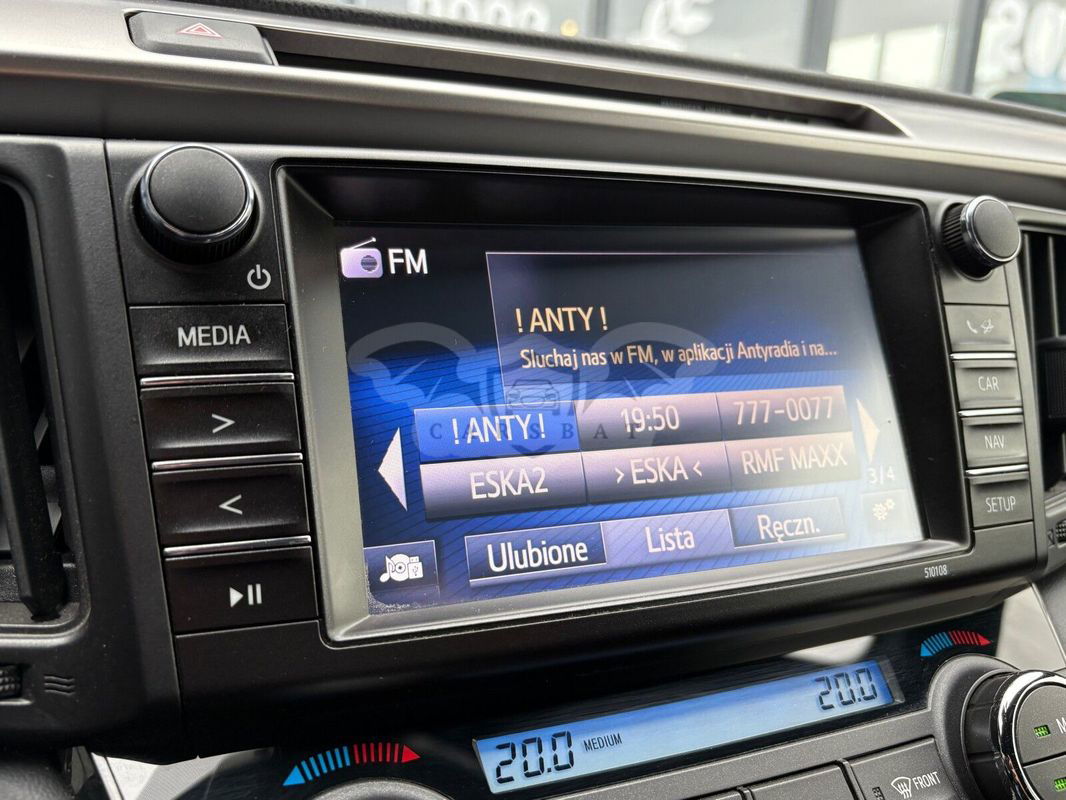 FM
! ANTY !
Sluchaj nas w FM, w aplikacji Antyradia i na...
! ANTY !
19:50
777-0077
ESKA2
> ESKA <
RMF MAXX
3/4
Ulubione
Lista
Ręczn.
MEDIA
>
<
CAR
NAV
SETUP
510108
CARSBAT
20.0
MEDIUM
20.0
FRONT